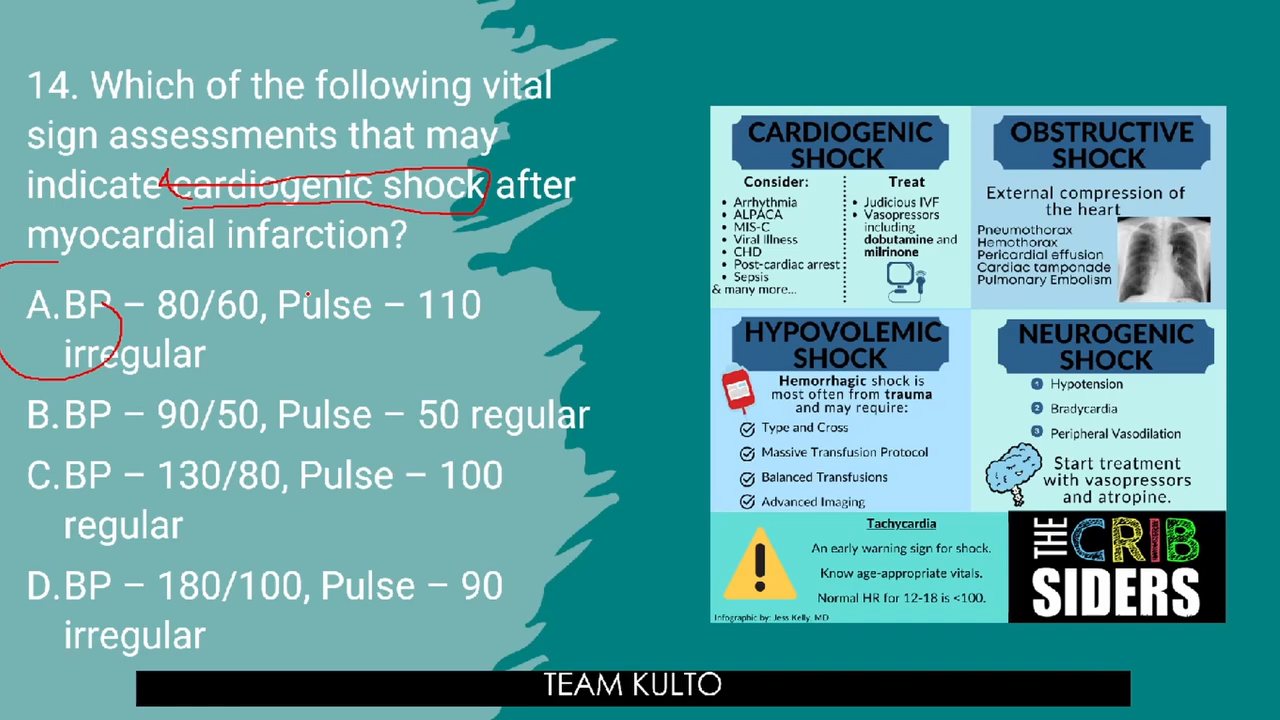 14. Which of the following vital
sign assessments that may
indicate cardiogenic shock after
myocardial infarction?
A. BP – 80/60, Pulse – 110
irregular
B. BP – 90/50, Pulse – 50 regular
C. BP – 130/80, Pulse – 100
regular
D. BP – 180/100, Pulse – 90
irregular
CARDIOGENIC
SHOCK
Consider:
• Arrhythmia
• ALPACA
• MIS-C
• Viral Illness
• CHD
• Post-cardiac arrest
• Sepsis
& many more...
Treat
• Judicious IVF
• Vasopressors
including
dobutamine and
milrinone
OBSTRUCTIVE
SHOCK
External compression of
the heart
Pneumothorax
Hemothorax
Pericardial effusion
Cardiac tamponade
Pulmonary Embolism
HYPOVOLEMIC
SHOCK
Hemorrhagic shock is
most often from trauma
and may require:
Type and Cross
Massive Transfusion Protocol
Balanced Transfusions
Advanced Imaging
NEUROGENIC
SHOCK
1 Hypotension
2 Bradycardia
3 Peripheral Vasodilation
Start treatment
with vasopressors
and atropine.
Tachycardia
An early warning sign for shock.
Know age-appropriate vitals.
Normal HR for 12-18 is <100.
Infographic by: Jess Kelly, MD
THE CRIB
SIDERS
TEAM KULTO